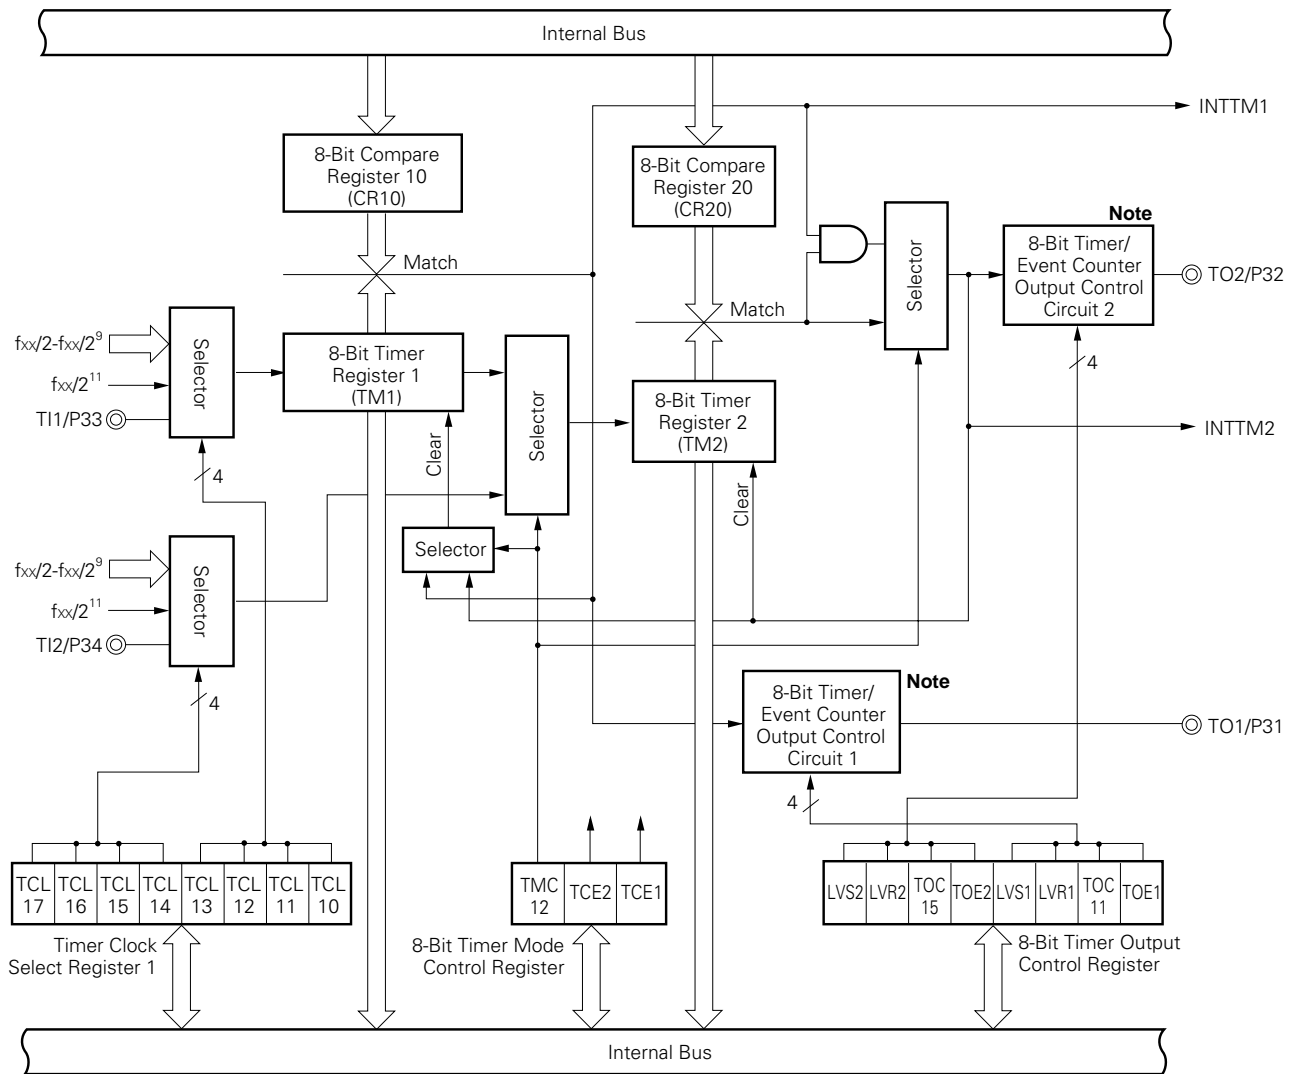 Internal Bus
INTTM1
8-Bit Compare
Register 10
(CR10)
8-Bit Compare
Register 20
(CR20)
Match
Selector
Note
8-Bit Timer/
Event Counter
Output Control
Circuit 2
TO2/P32
Match
4
fxx/2-fxx/2⁹
fxx/2¹¹
TI1/P33
Selector
8-Bit Timer
Register 1
(TM1)
Selector
8-Bit Timer
Register 2
(TM2)
INTTM2
4
Clear
Clear
Selector
fxx/2-fxx/2⁹
fxx/2¹¹
TI2/P34
Selector
4
4
8-Bit Timer/
Event Counter
Output Control
Circuit 1
Note
TO1/P31
4
TCL
17
TCL
16
TCL
15
TCL
14
TCL
13
TCL
12
TCL
11
TCL
10
TMC
12
TCE2
TCE1
LVS2
LVR2
TOC
15
TOE2
LVS1
LVR1
TOC
11
TOE1
Timer Clock
Select Register 1
8-Bit Timer Mode
Control Register
8-Bit Timer Output
Control Register
Internal Bus